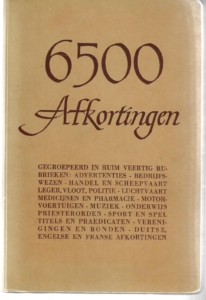 6500
Afkortingen
GEGROEPEERD IN RUIM VEERTIG RU-
BRIEKEN: ADVERTENTIES - BEDRIJFS-
WEZEN - HANDEL EN SCHEEPVAART
LEGER, VLOOT, POLITIE - LUCHTVAART
MEDICIJNEN EN PHARMACIE - MOTOR-
VOERTUIGEN - MUZIEK - ONDERWIJS
PRIESTERORDEN - SPORT EN SPEL
TITELS EN PRAEDICATEN - VERENI-
GINGEN EN BONDEN - DUITSE,
ENGELSE EN FRANSE AFKORTINGEN